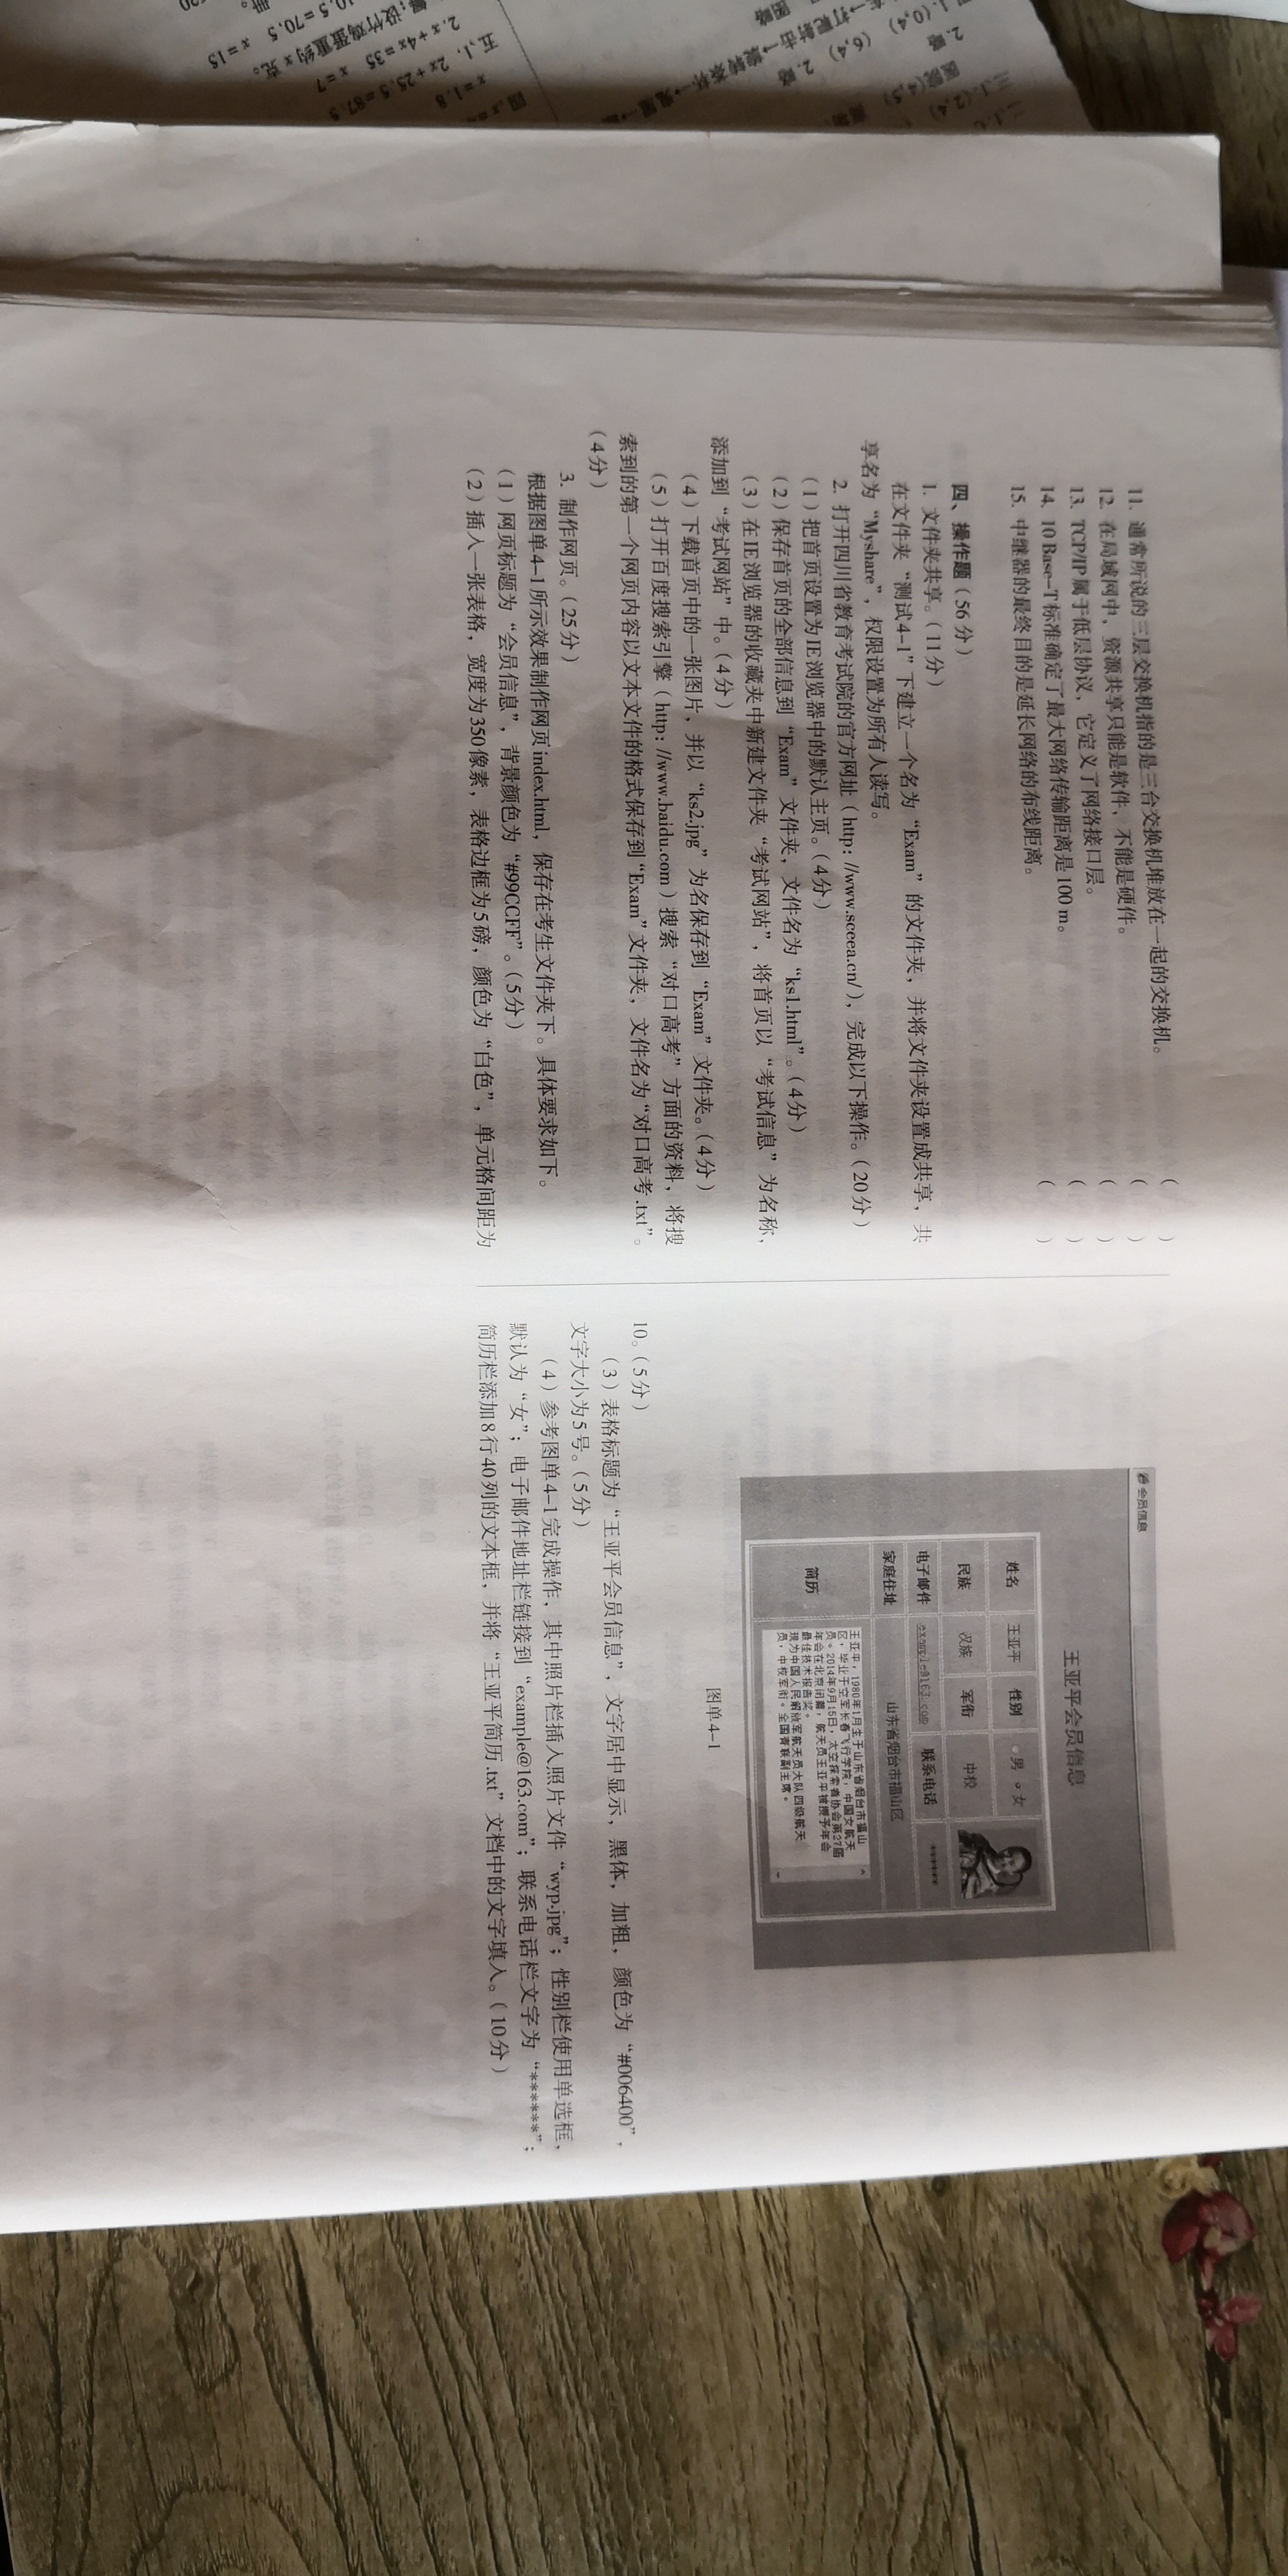 11. 通常所说的三层交换机指的是三台交换机堆放在一起的交换机。 ( )
12. 在局域网中，资源共享只能是软件，不能是硬件。 ( )
13. TCP/IP属于低层协议，它定义了网络接口层。 ( )
14. 10 Base-T标准确定了最大网络传输距离是100 m。 ( )
15. 中继器的最终目的是延长网络的布线距离。 ( )
四、操作题（56分）
1. 文件夹共享。（11分）
在文件夹“测试4-1”下建立一个名为“Exam”的文件夹，并将文件夹设置成共享，共
享名为“Myshare”，权限设置为所有人读写。
2. 打开四川省教育考试院的官方网址（http: //www.sceea.cn/），完成以下操作。（20分）
（1）把首页设置为IE浏览器中的默认主页。（4分）
（2）保存首页的全部信息到“Exam”文件夹，文件名为“ks1.html”。（4分）
（3）在IE浏览器的收藏夹中新建文件夹“考试网站”，将首页以“考试信息”为名称，
添加到“考试网站”中。（4分）
（4）下载首页中的一张图片，并以“ks2.jpg”为名保存到“Exam”文件夹。（4分）
（5）打开百度搜索引擎（http: //www.baidu.com）搜索“对口高考”方面的资料，将搜
索到的第一个网页内容以文本文件的格式保存到“Exam”文件夹，文件名为“对口高考.txt”。
（4分）
3. 制作网页。（25分）
根据图单4-1所示效果制作网页index.html，保存在考生文件夹下。具体要求如下。
（1）网页标题为“会员信息”，背景颜色为“#99CCFF”。（5分）
（2）插入一张表格，宽度为350像素，表格边框为5磅，颜色为“白色”，单元格间距为
会员信息
王亚平会员信息
姓名 王亚平 性别 男 女
民族 汉族 军衔 中校
电子邮件 example@163.com 联系电话 ******
家庭住址 山东省烟台市福山区
简历
王亚平，1980年1月生于山东省烟台市福山
区，毕业于空军长春飞行学院，中国女航天
员。2014年9月15日，太空探索者协会第27届
年会在北京闭幕，航天员王亚平被授予年会
最佳技术报告奖。
现为中国人民解放军航天员大队四级航天
员，中校军衔。全国青联副主席。
图单4-1
10。（5分）
（3）表格标题为“王亚平会员信息”，文字居中显示，黑体，加粗，颜色为“#006400”，
文字大小为5号。（5分）
（4）参考图单4-1完成操作，其中照片栏插入照片文件“wyp.jpg”；性别栏使用单选框，
默认为“女”；电子邮件地址栏链接到“example@163.com”；联系电话栏文字为“******”；
简历栏添加8行40列的文本框，并将“王亚平简历.txt”文档中的文字填入。（10分）
2.略
1.(0,4) (6,4) 2.略
图略
五、1. 2x+25.5=87.5
2. x+4x=35 x=7
x=1.8
x=15